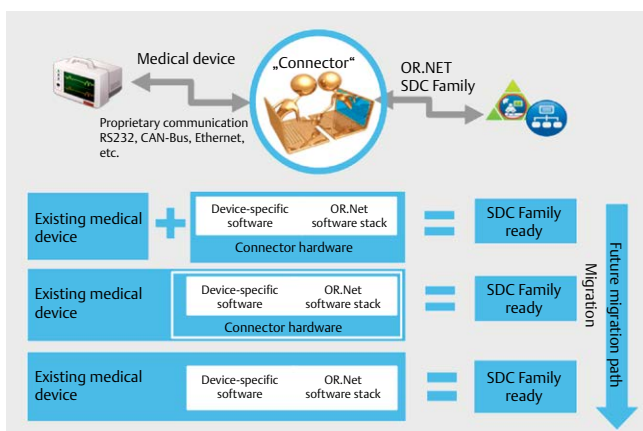 Medical device
„Connector“
OR.NET
SDC Family
Proprietary communication
RS232, CAN-Bus, Ethernet,
etc.
Existing medical
device
+
Device-specific
software
OR.Net
software stack
Connector hardware
=
SDC Family
ready
Existing medical
device
Device-specific
software
OR.Net
software stack
Connector hardware
=
SDC Family
ready
Existing medical
device
Device-specific
software
OR.Net
software stack
=
SDC Family
ready
Migration
Future migration path